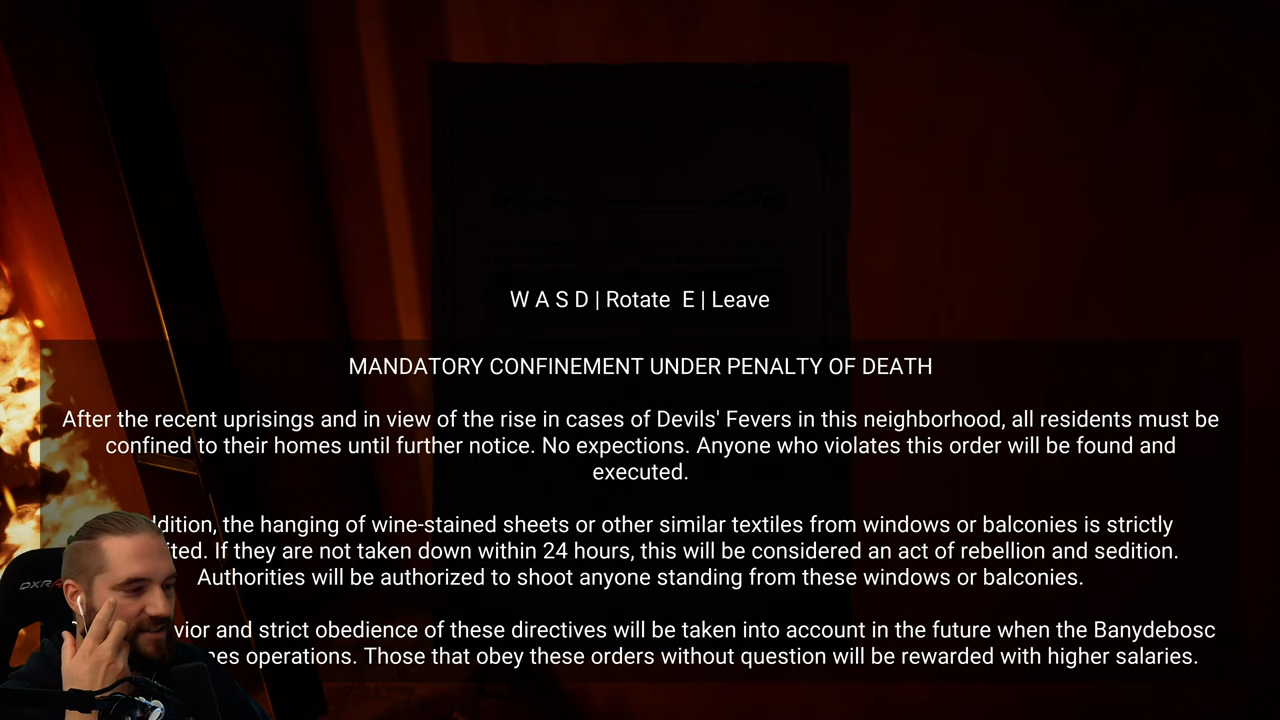 W A S D | Rotate E | Leave
MANDATORY CONFINEMENT UNDER PENALTY OF DEATH
After the recent uprisings and in view of the rise in cases of Devils' Fevers in this neighborhood, all residents must be
confined to their homes until further notice. No expections. Anyone who violates this order will be found and
executed.
the hanging of wine-stained sheets or other similar textiles from windows or balconies is strictly
If they are not taken down within 24 hours, this will be considered an act of rebellion and sedition.
Authorities will be authorized to shoot anyone standing from these windows or balconies.
and strict obedience of these directives will be taken into account in the future when the Banydebosc
operations. Those that obey these orders without question will be rewarded with higher salaries.